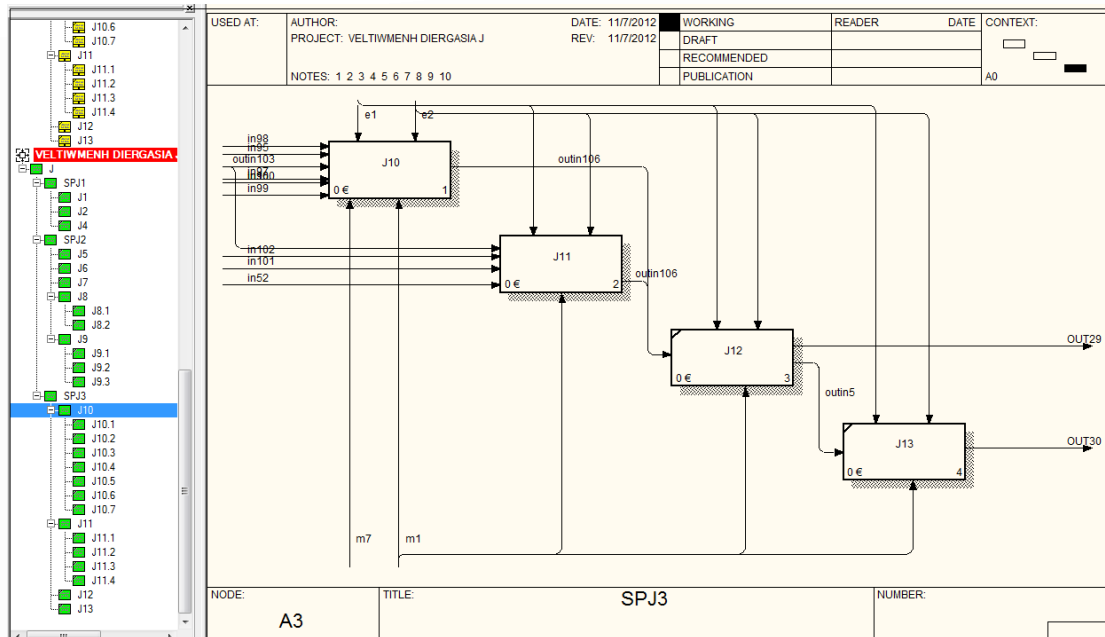 J10.6
J10.7
J11
J11.1
J11.2
J11.3
J11.4
J12
J13
VELTIWMENH DIERGASIA J
J
SPJ1
J1
J2
J4
SPJ2
J5
J6
J7
J8
J8.1
J8.2
J9
J9.1
J9.2
J9.3
SPJ3
J10
J10.1
J10.2
J10.3
J10.4
J10.5
J10.6
J10.7
J11
J11.1
J11.2
J11.3
J11.4
J12
J13
USED AT:
AUTHOR:
DATE: 11/7/2012
PROJECT: VELTIWMENH DIERGASIA J
REV: 11/7/2012
NOTES: 1 2 3 4 5 6 7 8 9 10
WORKING
DRAFT
RECOMMENDED
PUBLICATION
READER DATE
CONTEXT:
A0
e1
e2
in98
in95
outin103
in99
J10
0 €
1
outin106
in102
in101
in52
J11
0 €
2
outin106
J12
0 €
3
OUT29
outin5
J13
0 €
4
OUT30
m7
m1
NODE:
A3
TITLE:
SPJ3
NUMBER: